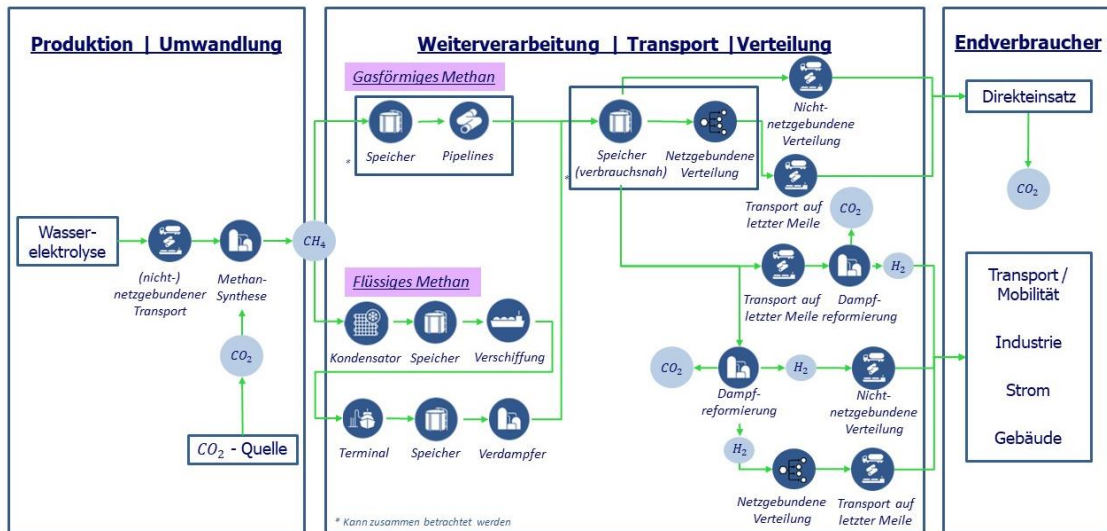 Produktion | Umwandlung
Wasser-
elektrolyse
(nicht-)
netzgebundener
Transport
Methan-
Synthese
CO₂
CO₂ - Quelle
CH₄
Weiterverarbeitung | Transport |Verteilung
Gasförmiges Methan
*
Speicher
Pipelines
*
Speicher
(verbrauchsnah)
Netzgebundene
Verteilung
Nicht-
netzgebundene
Verteilung
Transport auf
letzter Meile
Flüssiges Methan
Kondensator
Speicher
Verschiffung
Terminal
Speicher
Verdampfer
Transport auf
letzter Meile
CO₂
Dampf-
reformierung
H₂
CO₂
Dampf-
reformierung
H₂
Nicht-
netzgebundene
Verteilung
H₂
Netzgebundene
Verteilung
Transport auf
letzter Meile
* Kann zusammen betrachtet werden
Endverbraucher
Direkteinsatz
CO₂
Transport /
Mobilität
Industrie
Strom
Gebäude